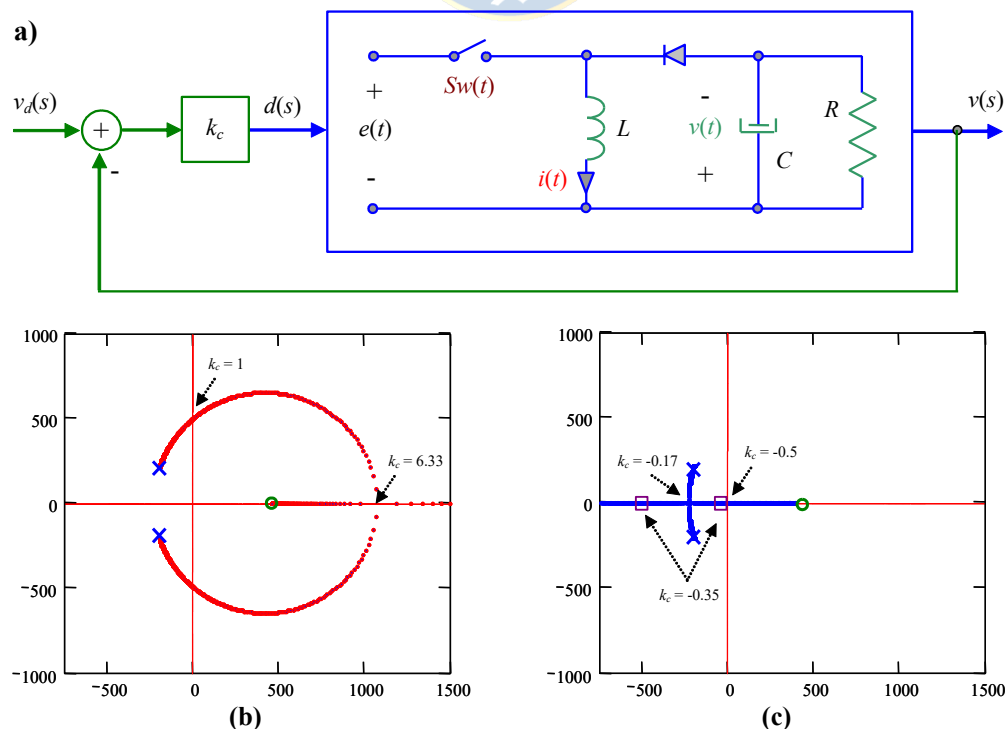 a)
v_d(s)
+
-
k_c
d(s)
+
e(t)
-
Sw(t)
i(t)
L
-
v(t)
+
C
R
v(s)
1000
500
0
−500
−1000
−500 0 500 1000 1500
k_c = 1
k_c = 6.33
(b)
1000
500
0
−500
−1000
−500 0 500 1000 1500
k_c = -0.17
k_c = -0.5
k_c = -0.35
(c)